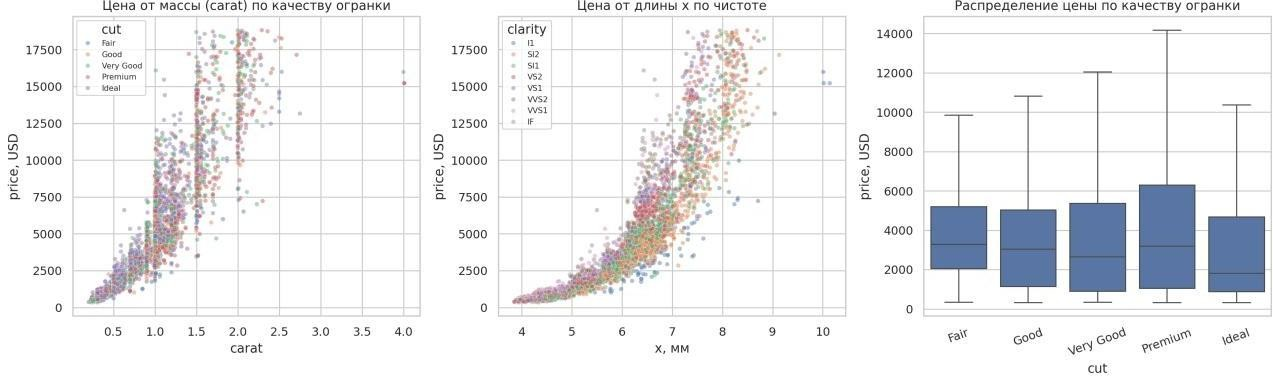 Цена от массы (carat) по качеству огранки
cut
Fair
Good
Very Good
Premium
Ideal
price, USD
17500
15000
12500
10000
7500
5000
2500
0
0.5 1.0 1.5 2.0 2.5 3.0 3.5 4.0
carat
Цена от длины x по чистоте
clarity
I1
SI2
SI1
VS2
VS1
VVS2
VVS1
IF
price, USD
17500
15000
12500
10000
7500
5000
2500
0
4 5 6 7 8 9 10
x, мм
Распределение цены по качеству огранки
price, USD
14000
12000
10000
8000
6000
4000
2000
0
Fair Good Very Good Premium Ideal
cut